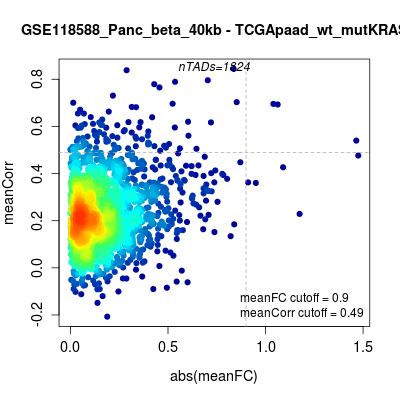 GSE118588_Panc_beta_40kb - TCGApaad_wt_mutKRAS
nTADs=1824
0.8
0.6
0.4
0.2
0.0
-0.2
meanCorr
meanFC cutoff = 0.9
meanCorr cutoff = 0.49
0.0 0.5 1.0 1.5
abs(meanFC)